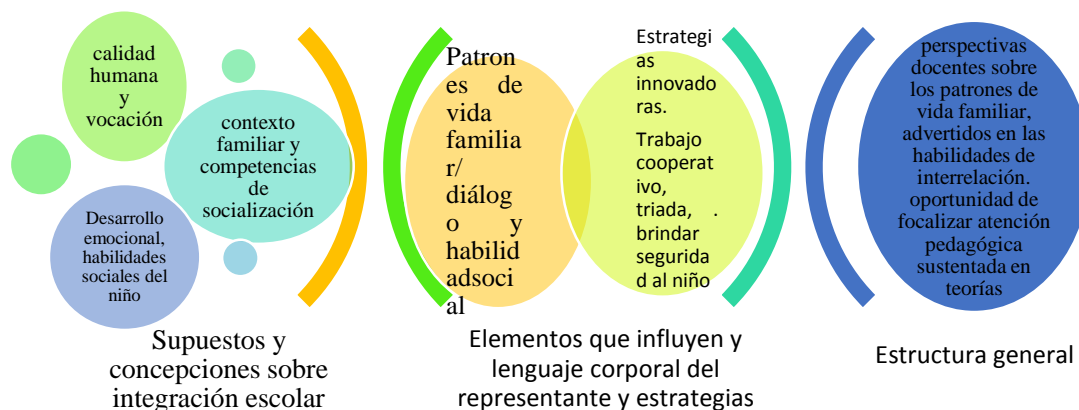 calidad
humana
y
vocación
contexto
familiar y
competencias
de
socialización
Desarrollo
emocional,
habilidades
sociales del
niño
Supuestos y
concepciones sobre
integración escolar
Patron
es de
vida
familia
r/
diálog
o y
habilid
adsoci
al
Estrategi
as
innovado
ras.
Trabajo
cooperat
ivo,
triada, .
brindar
segurida
d al niño
Elementos que influyen y
lenguaje corporal del
representante y estrategias
perspectivas
docentes sobre
los patrones de
vida familiar,
advertidos en las
habilidades de
interrelación.
oportunidad de
focalizar atención
pedagógica
sustentada en
teorías
Estructura general